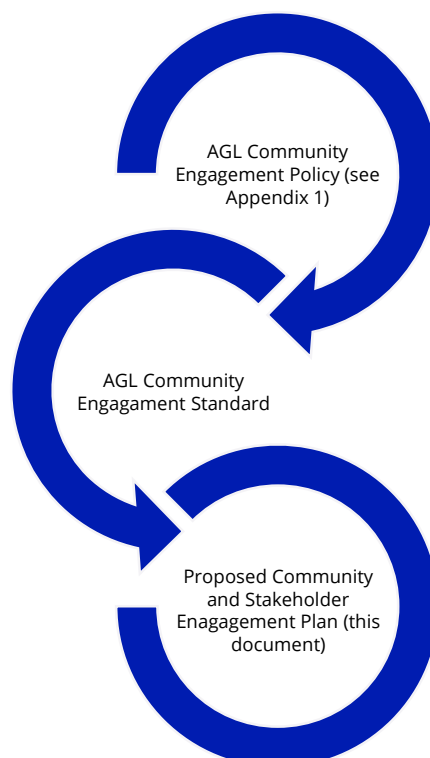 AGL Community
Engagement Policy (see
Appendix 1)
AGL Community
Engagament Standard
Proposed Community
and Stakeholder
Enagagement Plan (this
document)